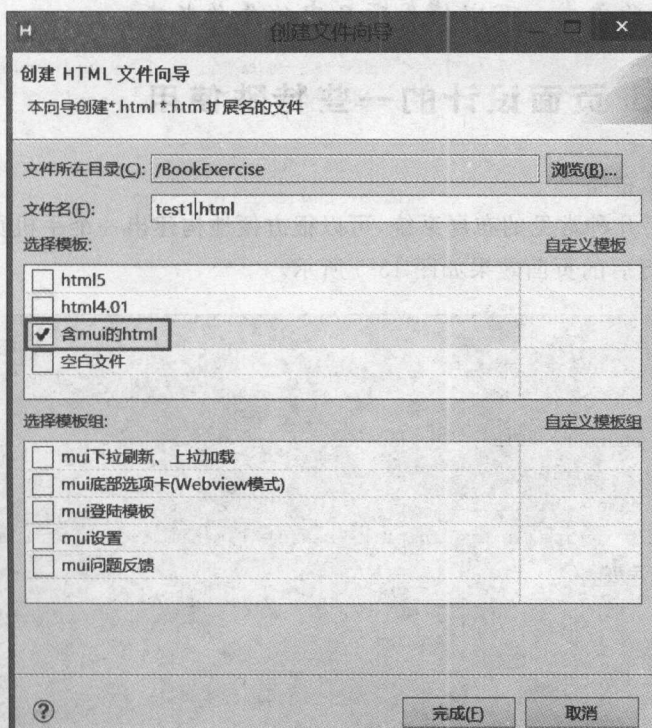 H 创建文件向导
创建 HTML 文件向导
本向导创建*.html *.htm 扩展名的文件
文件所在目录(C): /BookExercise 浏览(B)...
文件名(F): test1.html
选择模板: 自定义模板
html5
html4.01
含mui的html
空白文件
选择模板组: 自定义模板组
mui下拉刷新、上拉加载
mui底部选项卡(Webview模式)
mui登陆模板
mui设置
mui问题反馈
完成(F) 取消